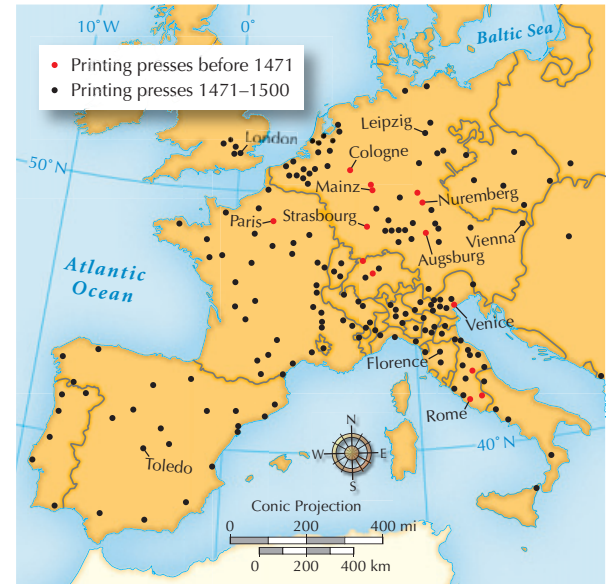 10°W
0°
Baltic Sea
Printing presses before 1471
Printing presses 1471–1500
London
Leipzig
Cologne
50°N
Mainz
Nuremberg
Paris
Strasbourg
Vienna
Augsburg
Atlantic
Ocean
Venice
Florence
Rome
N
W
E
S
40°N
Toledo
Conic Projection
0 200 400 mi
0 200 400 km